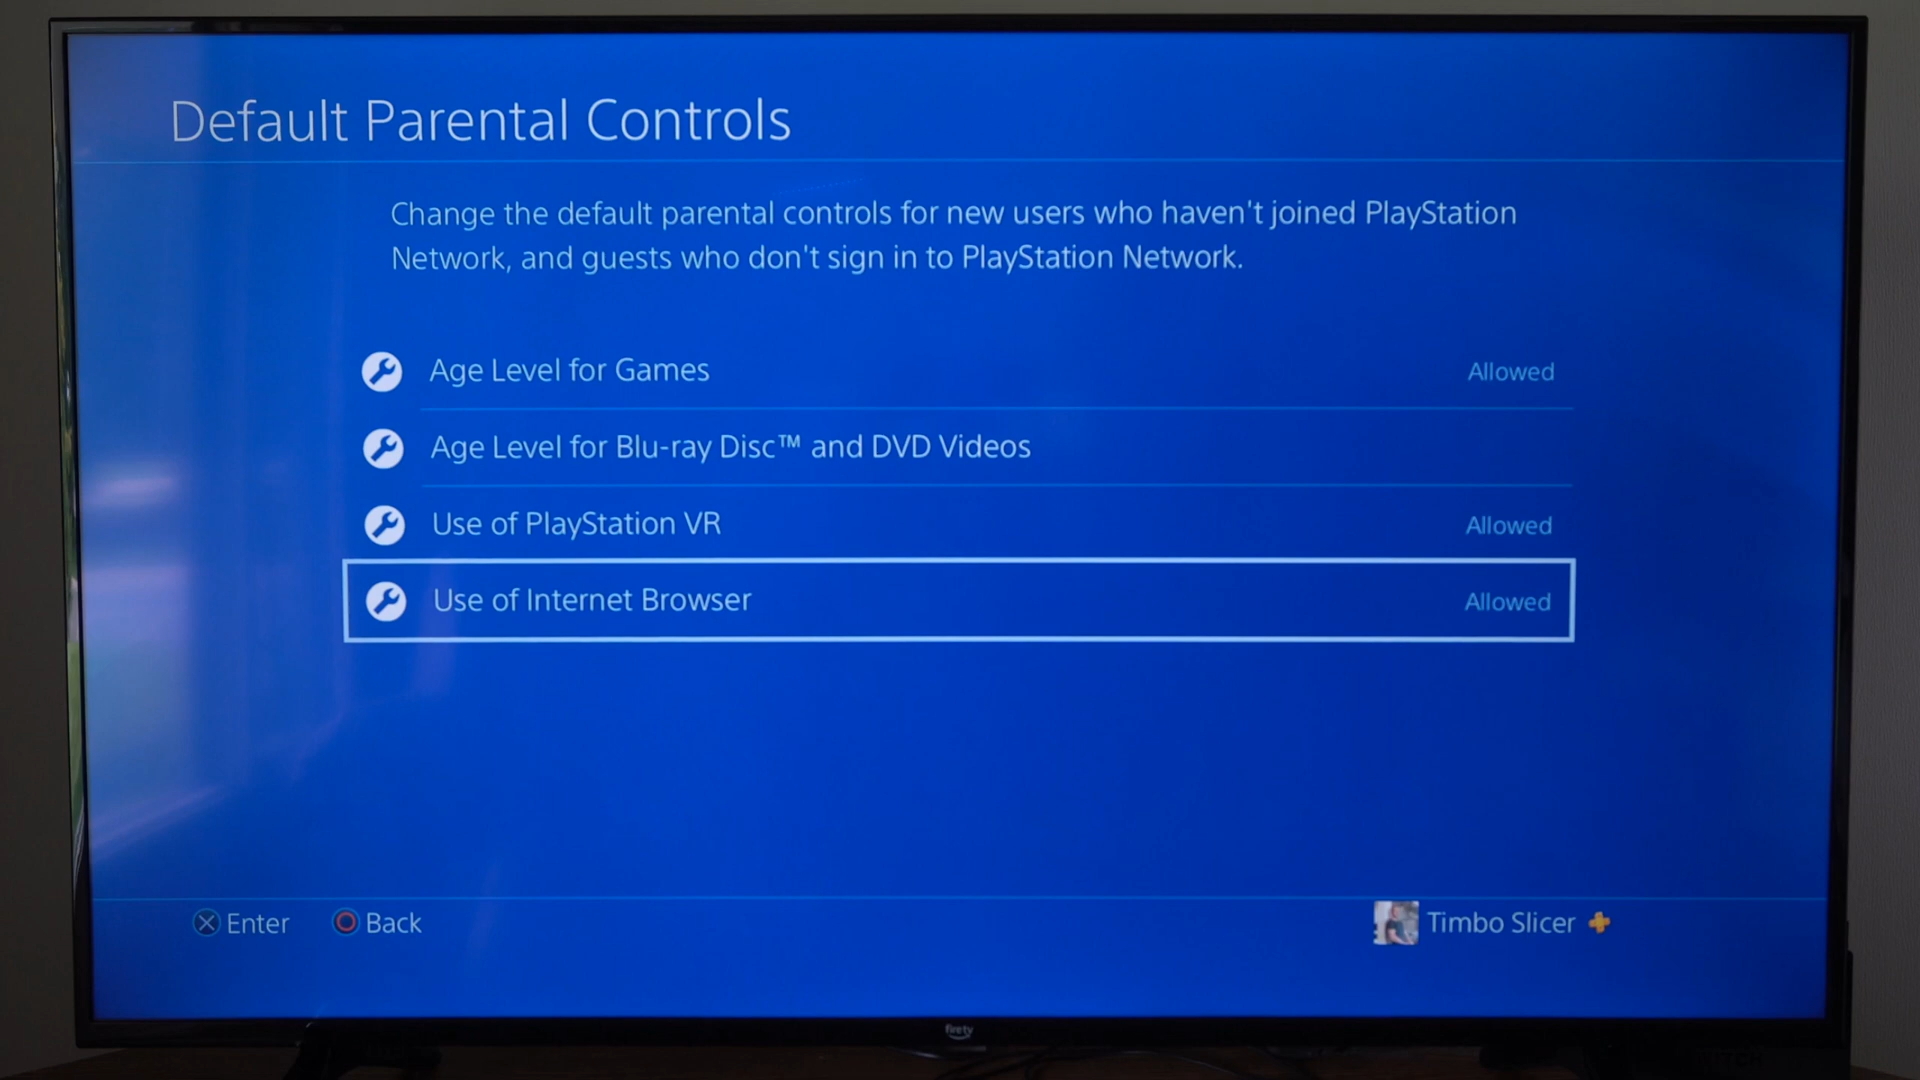 Default Parental Controls
Change the default parental controls for new users who haven't joined PlayStation
Network, and guests who don't sign in to PlayStation Network.
Age Level for Games Allowed
Age Level for Blu-ray Disc™ and DVD Videos
Use of PlayStation VR Allowed
Use of Internet Browser Allowed
Enter Back Timbo Slicer
firetv